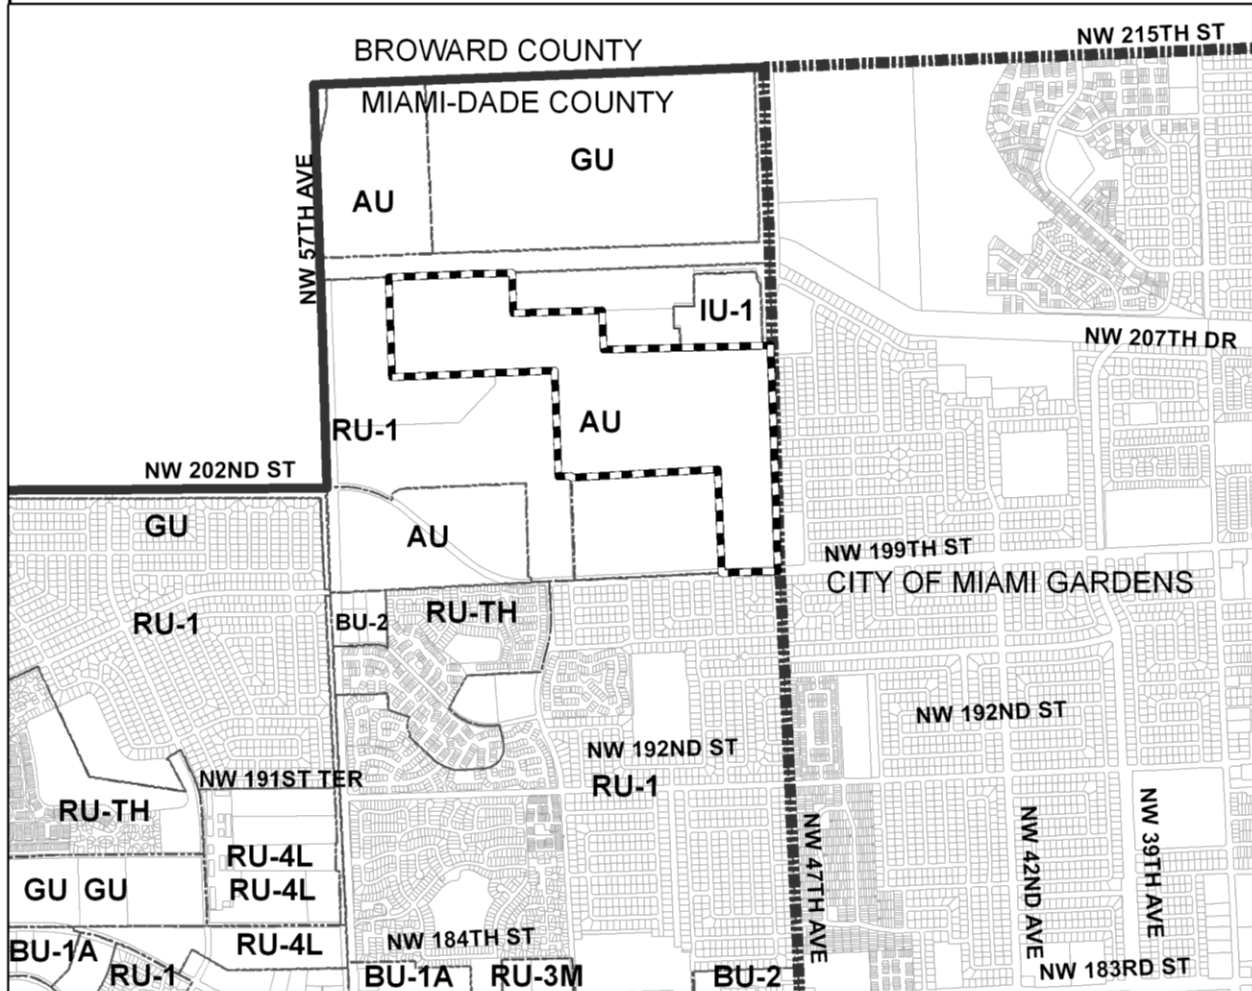 NW 215TH ST
BROWARD COUNTY
MIAMI-DADE COUNTY
GU
AU
NW 57TH AVE
IU-1
NW 207TH DR
AU
RU-1
NW 202ND ST
GU
AU
NW 199TH ST
CITY OF MIAMI GARDENS
RU-1
BU-2
RU-TH
NW 192ND ST
NW 192ND ST
NW 191ST TER
RU-1
RU-TH
NW 47TH AVE
NW 42ND AVE
NW 39TH AVE
RU-4L
GU GU
RU-4L
RU-4L
NW 184TH ST
BU-1A
RU-1
BU-1A
RU-3M
BU-2
NW 183RD ST